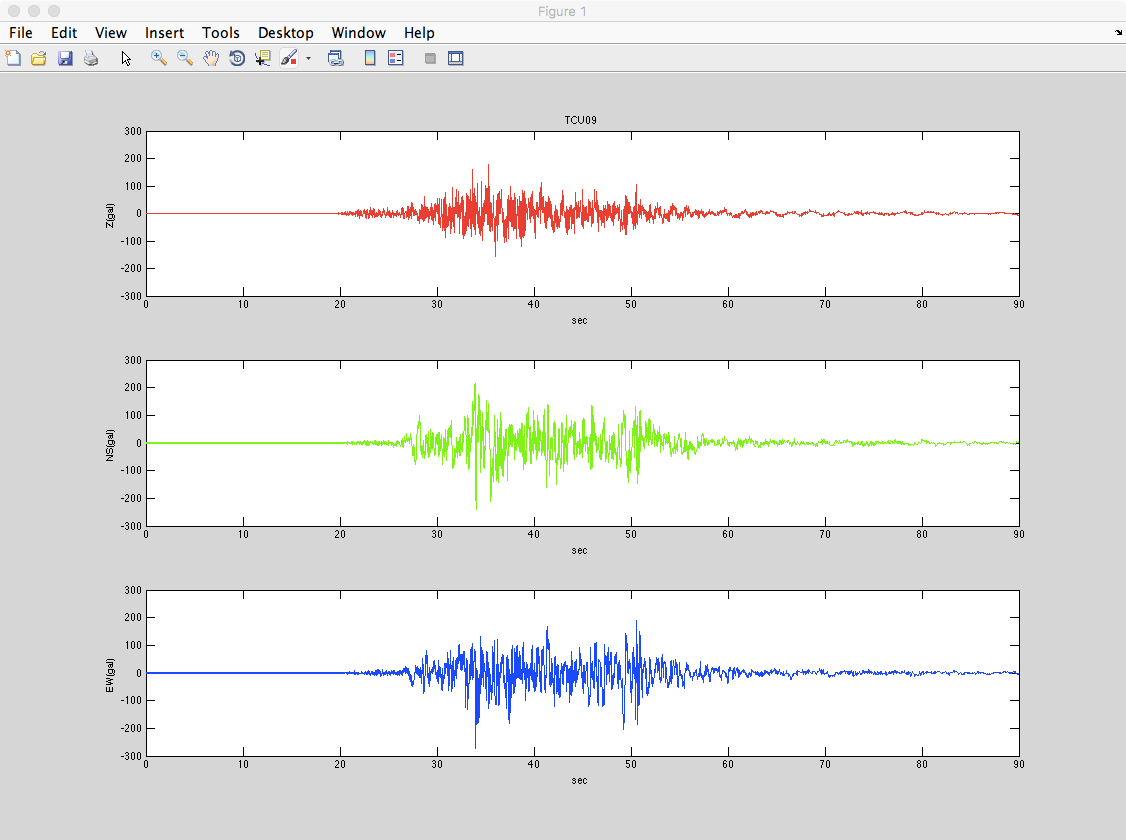 Figure 1
File Edit View Insert Tools Desktop Window Help
TCU09
300
200
100
0
-100
-200
-300
Z(gal)
0 10 20 30 40 50 60 70 80 90
sec
300
200
100
0
-100
-200
-300
NS(gal)
0 10 20 30 40 50 60 70 80 90
sec
300
200
100
0
-100
-200
-300
EW(gal)
0 10 20 30 40 50 60 70 80 90
sec